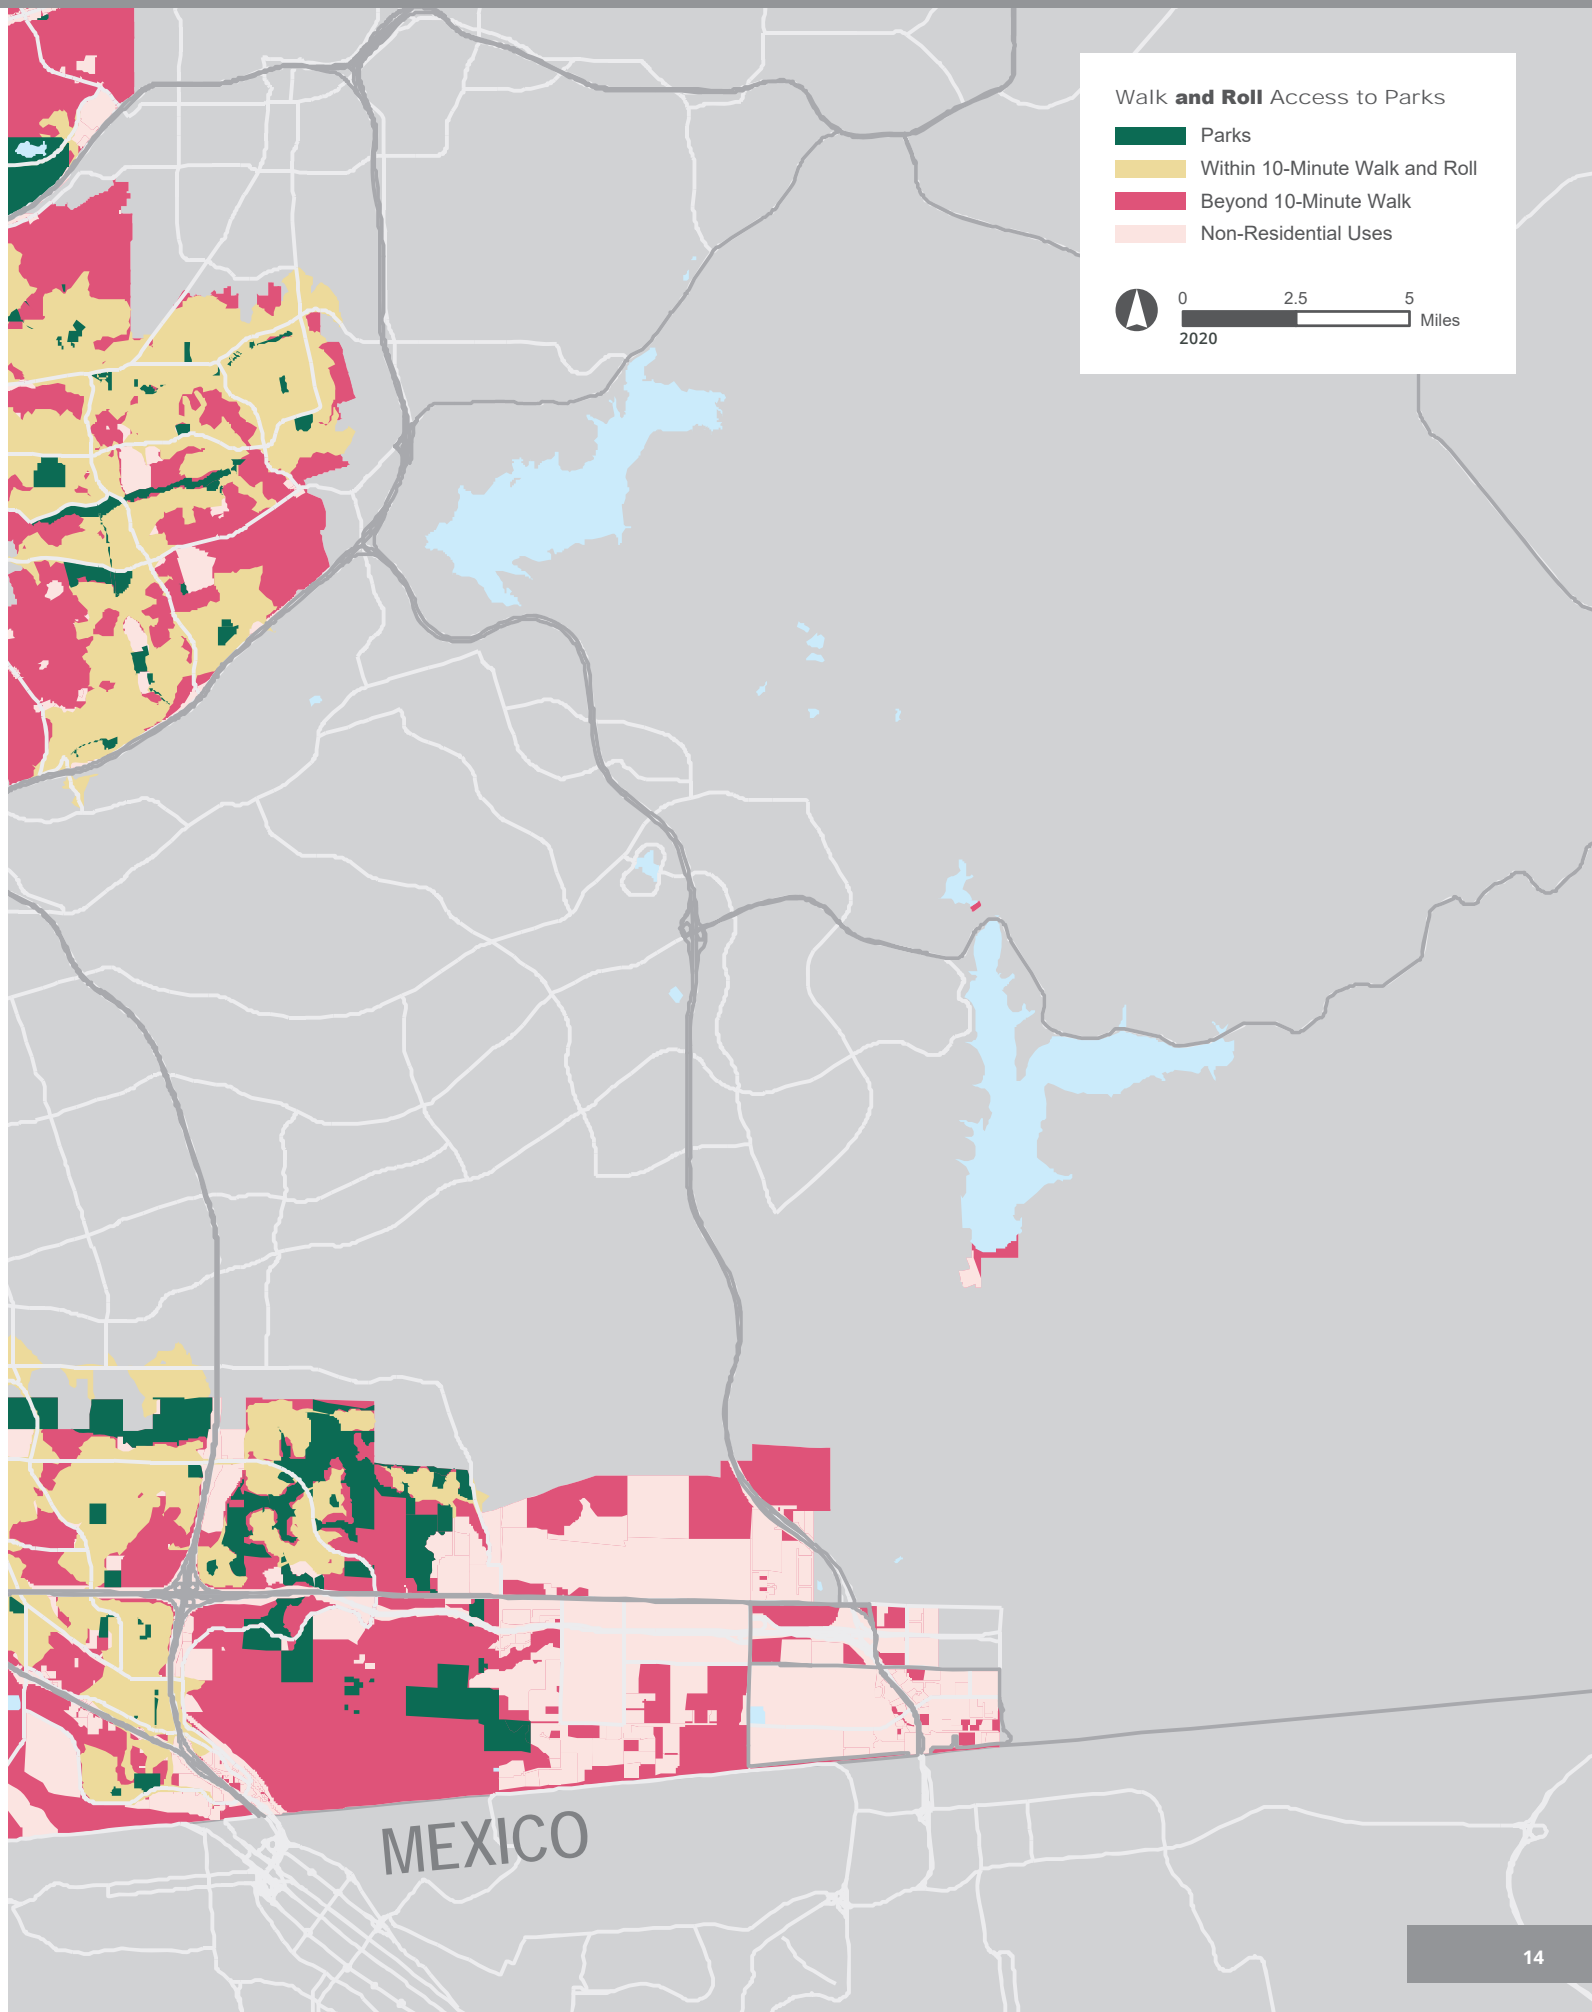 Walk and Roll Access to Parks
Parks
Within 10-Minute Walk and Roll
Beyond 10-Minute Walk
Non-Residential Uses
0 2.5 5
Miles
2020
MEXICO
14